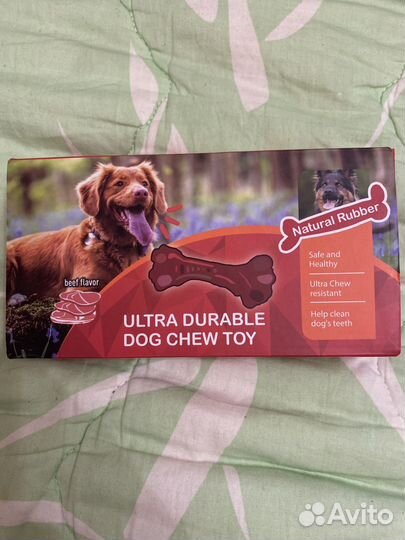 Natural Rubber
Safe and
Healthy
Ultra Chew
resistant
Help clean
dog's teeth
beef flavor
ULTRA DURABLE
DOG CHEW TOY
Avito